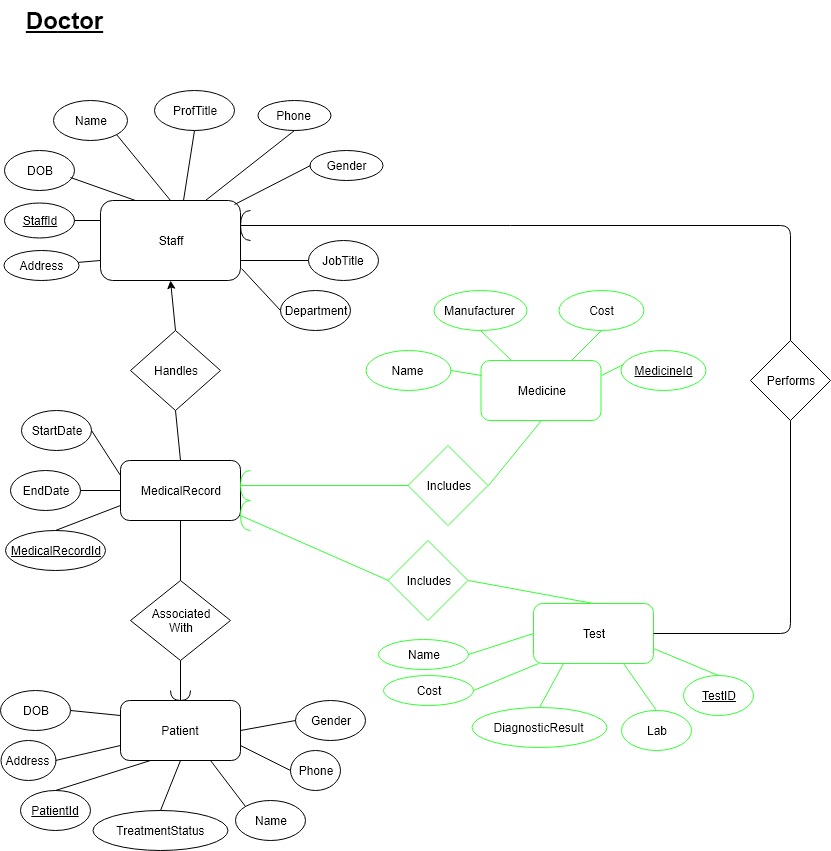 Doctor
Name
ProfTitle
Phone
DOB
Gender
StaffId
Staff
Address
JobTitle
Department
Manufacturer
Cost
Handles
Name
Medicine
MedicineId
Performs
StartDate
EndDate
MedicalRecord
Includes
MedicalRecordId
Includes
Associated
With
Test
Name
Cost
TestID
DiagnosticResult
Lab
DOB
Patient
Gender
Address
Phone
PatientId
TreatmentStatus
Name